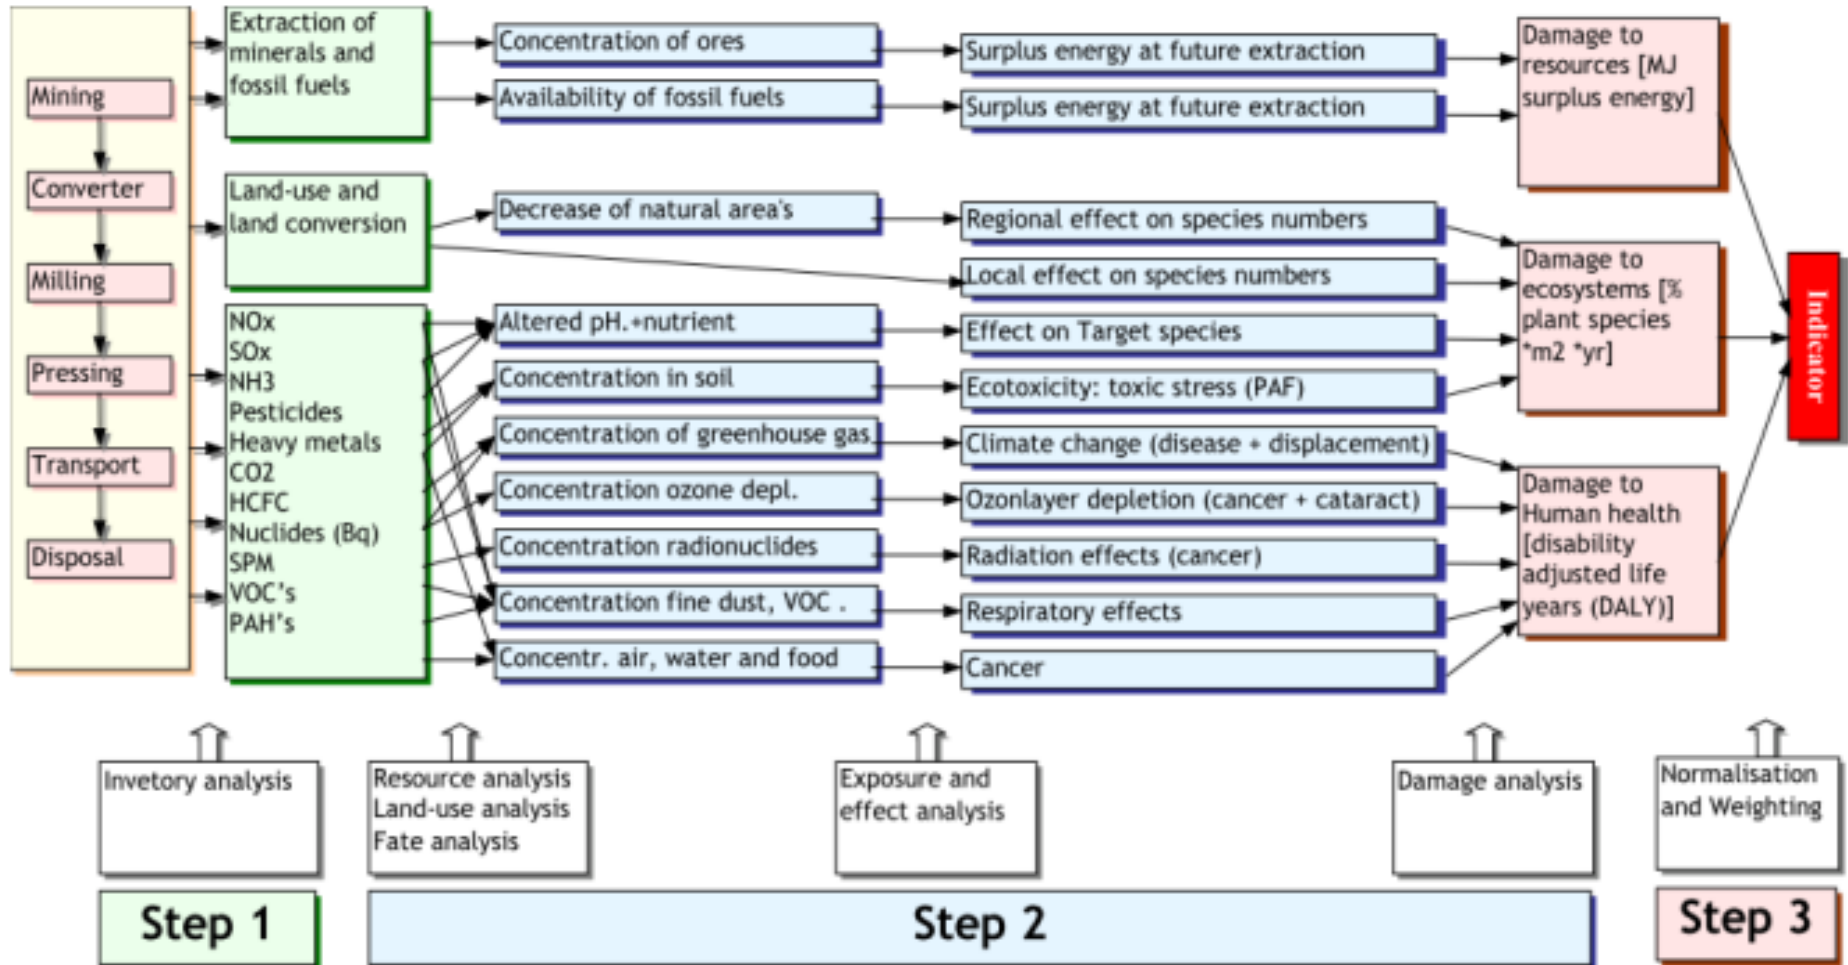 Mining
Converter
Milling
Pressing
Transport
Disposal
Extraction of
minerals and
fossil fuels
Land-use and
land conversion
NOx
SOx
NH3
Pesticides
Heavy metals
CO2
HCFC
Nuclides (Bq)
SPM
VOC's
PAH's
Concentration of ores
Availability of fossil fuels
Decrease of natural area's
Altered pH.+nutrient
Concentration in soil
Concentration of greenhouse gas
Concentration ozone depl.
Concentration radionuclides
Concentration fine dust, VOC .
Concentr. air, water and food
Surplus energy at future extraction
Surplus energy at future extraction
Regional effect on species numbers
Local effect on species numbers
Effect on Target species
Ecotoxicity: toxic stress (PAF)
Climate change (disease + displacement)
Ozonlayer depletion (cancer + cataract)
Radiation effects (cancer)
Respiratory effects
Cancer
Damage to
resources [MJ
surplus energy]
Damage to
ecosystems [%
plant species
*m2 *yr]
Damage to
Human health
[disability
adjusted life
years (DALY)]
Indicator
Invetory analysis
Resource analysis
Land-use analysis
Fate analysis
Exposure and
effect analysis
Damage analysis
Normalisation
and Weighting
Step 1
Step 2
Step 3